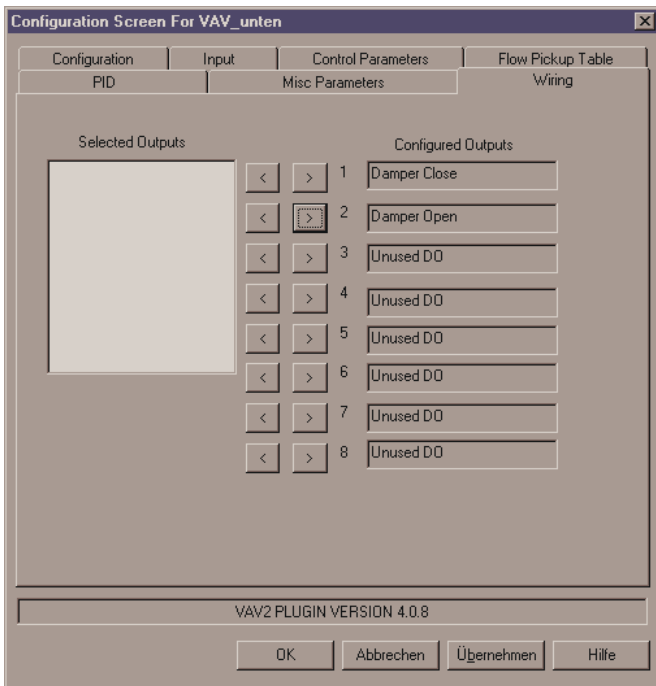 Configuration Screen For VAV_unten
Configuration Input Control Parameters Flow Pickup Table
PID Misc Parameters Wiring
Selected Outputs Configured Outputs
< > 1 Damper Close
< > 2 Damper Open
< > 3 Unused DO
< > 4 Unused DO
< > 5 Unused DO
< > 6 Unused DO
< > 7 Unused DO
< > 8 Unused DO
VAV2 PLUGIN VERSION 4.0.8
OK Abbrechen Übernehmen Hilfe